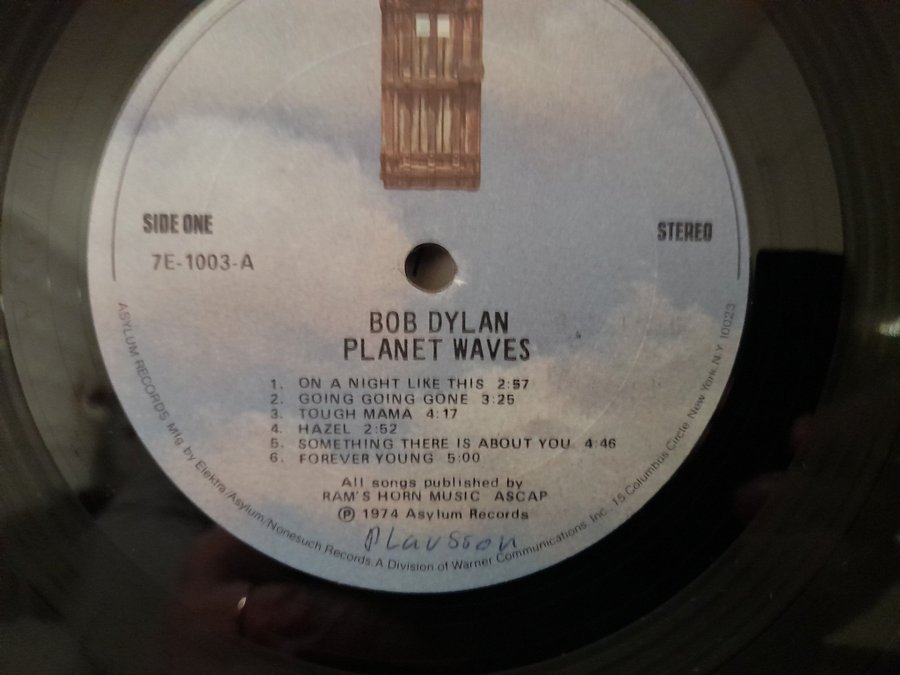 SIDE ONE
STEREO
7E-1003-A
BOB DYLAN
PLANET WAVES
1. ON A NIGHT LIKE THIS 2:57
2. GOING GOING GONE 3:25
3. TOUGH MAMA 4:17
4. HAZEL 2:52
5. SOMETHING THERE IS ABOUT YOU 4:46
6. FOREVER YOUNG 5:00
All songs published by
RAM'S HORN MUSIC ASCAP
Ⓟ 1974 Asylum Records
ASYLUM RECORDS Mfg by Elektra/Asylum/Nonesuch Records. A Division of Warner Communications Inc. 15 Columbus Circle New York. N.Y 10023